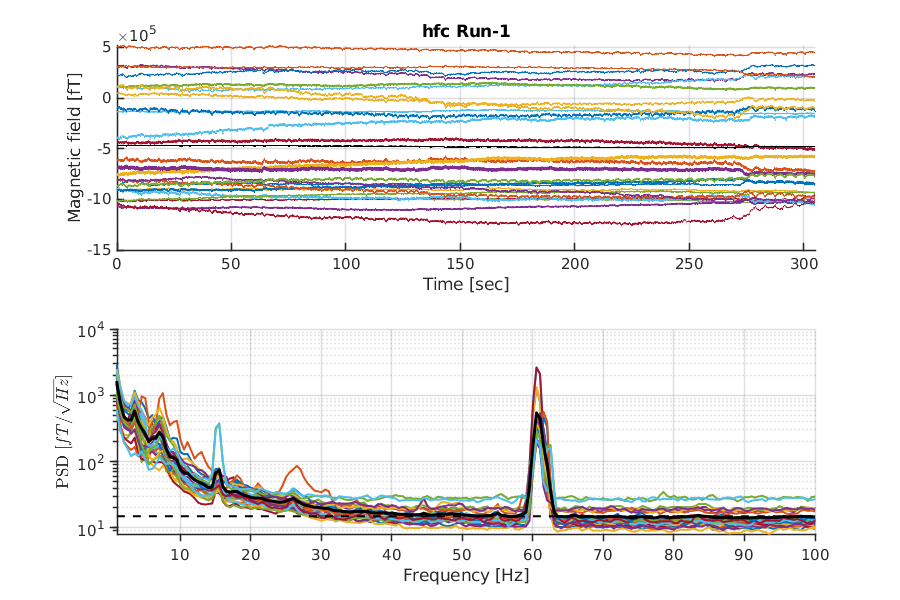 hfc Run-1
×10^5
Magnetic field [fT]
5
0
-5
-10
-15
0 50 100 150 200 250 300
Time [sec]
PSD [fT/√Hz]
10^4
10^3
10^2
10^1
10 20 30 40 50 60 70 80 90 100
Frequency [Hz]